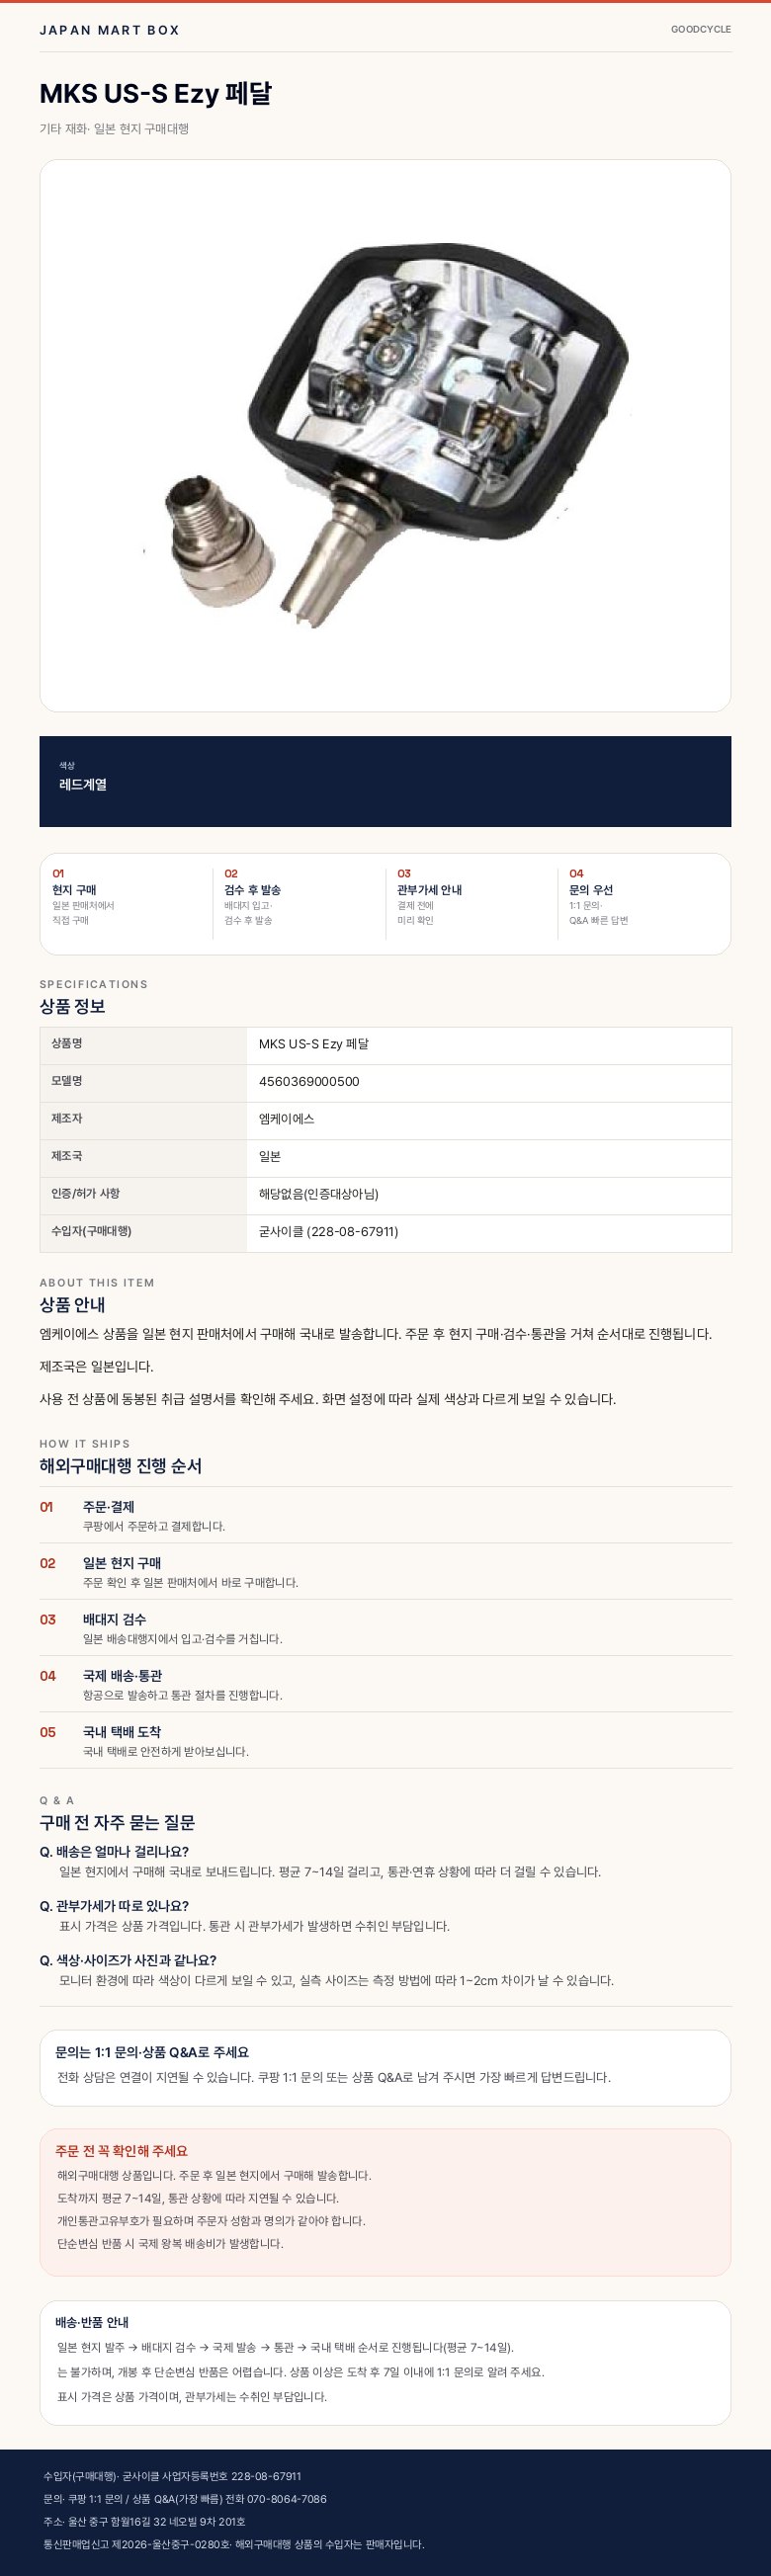 JAPAN MART BOX
GOODCYCLE
MKS US-S Ezy 페달
기타 재화· 일본 현지 구매대행
색상
레드계열
01
현지 구매
일본 판매처에서
직접 구매
02
검수 후 발송
배대지 입고·
검수 후 발송
03
관부가세 안내
결제 전에
미리 확인
04
문의 우선
1:1 문의·
Q&A 빠른 답변
SPECIFICATIONS
상품 정보
상품명 MKS US-S Ezy 페달
모델명 4560369000500
제조자 엠케이에스
제조국 일본
인증/허가 사항 해당없음(인증대상아님)
수입자(구매대행) 굳사이클 (228-08-67911)
ABOUT THIS ITEM
상품 안내
엠케이에스 상품을 일본 현지 판매처에서 구매해 국내로 발송합니다. 주문 후 현지 구매·검수·통관을 거쳐 순서대로 진행됩니다.
제조국은 일본입니다.
사용 전 상품에 동봉된 취급 설명서를 확인해 주세요. 화면 설정에 따라 실제 색상과 다르게 보일 수 있습니다.
HOW IT SHIPS
해외구매대행 진행 순서
01 주문·결제
쿠팡에서 주문하고 결제합니다.
02 일본 현지 구매
주문 확인 후 일본 판매처에서 바로 구매합니다.
03 배대지 검수
일본 배송대행지에서 입고·검수를 거칩니다.
04 국제 배송·통관
항공으로 발송하고 통관 절차를 진행합니다.
05 국내 택배 도착
국내 택배로 안전하게 받아보십니다.
Q & A
구매 전 자주 묻는 질문
Q. 배송은 얼마나 걸리나요?
일본 현지에서 구매해 국내로 보내드립니다. 평균 7~14일 걸리고, 통관·연휴 상황에 따라 더 걸릴 수 있습니다.
Q. 관부가세가 따로 있나요?
표시 가격은 상품 가격입니다. 통관 시 관부가세가 발생하면 수취인 부담입니다.
Q. 색상·사이즈가 사진과 같나요?
모니터 환경에 따라 색상이 다르게 보일 수 있고, 실측 사이즈는 측정 방법에 따라 1~2cm 차이가 날 수 있습니다.
문의는 1:1 문의·상품 Q&A로 주세요
전화 상담은 연결이 지연될 수 있습니다. 쿠팡 1:1 문의 또는 상품 Q&A로 남겨 주시면 가장 빠르게 답변드립니다.
주문 전 꼭 확인해 주세요
해외구매대행 상품입니다. 주문 후 일본 현지에서 구매해 발송합니다.
도착까지 평균 7~14일, 통관 상황에 따라 지연될 수 있습니다.
개인통관고유부호가 필요하며 주문자 성함과 명의가 같아야 합니다.
단순변심 반품 시 국제 왕복 배송비가 발생합니다.
배송·반품 안내
일본 현지 발주 → 배대지 검수 → 국제 발송 → 통관 → 국내 택배 순서로 진행됩니다(평균 7~14일).
는 불가하며, 개봉 후 단순변심 반품은 어렵습니다. 상품 이상은 도착 후 7일 이내에 1:1 문의로 알려 주세요.
표시 가격은 상품 가격이며, 관부가세는 수취인 부담입니다.
수입자(구매대행)· 굳사이클 사업자등록번호 228-08-67911
문의· 쿠팡 1:1 문의 / 상품 Q&A(가장 빠름) 전화 070-8064-7086
주소· 울산 중구 함월16길 32 네오빌 9차 201호
통신판매업신고 제2026-울산중구-0280호· 해외구매대행 상품의 수입자는 판매자입니다.